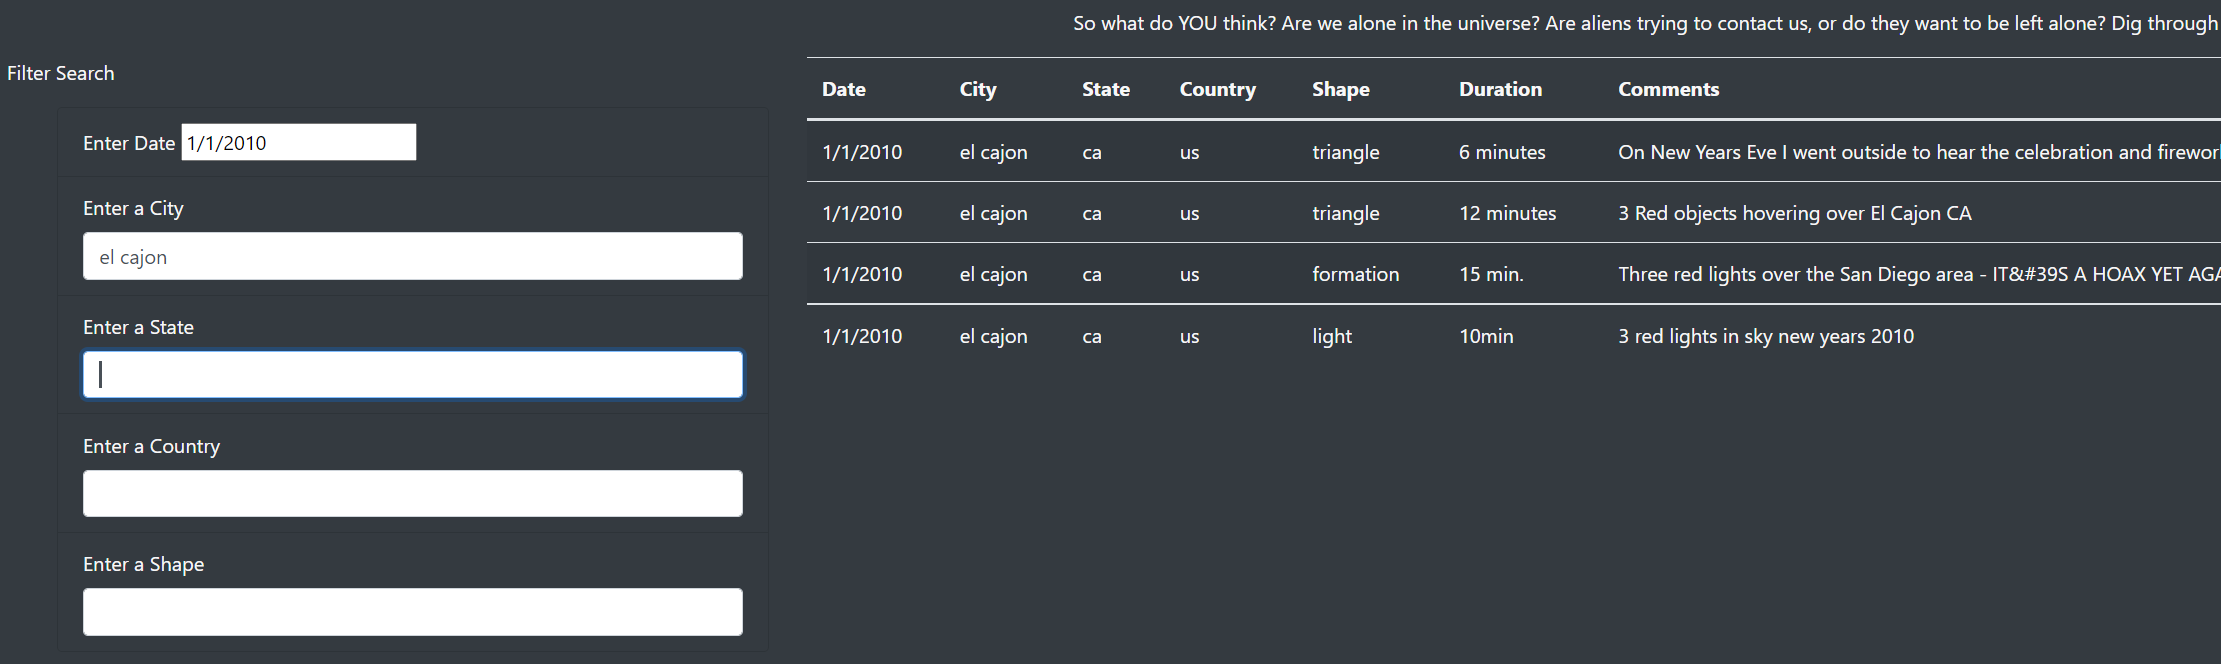 So what do YOU think? Are we alone in the universe? Are aliens trying to contact us, or do they want to be left alone? Dig through
Filter Search
Enter Date 1/1/2010
Enter a City
el cajon
Enter a State
Enter a Country
Enter a Shape
Date City State Country Shape Duration Comments
1/1/2010 el cajon ca us triangle 6 minutes On New Years Eve I went outside to hear the celebration and firewor
1/1/2010 el cajon ca us triangle 12 minutes 3 Red objects hovering over El Cajon CA
1/1/2010 el cajon ca us formation 15 min. Three red lights over the San Diego area - IT&#39S A HOAX YET AGA
1/1/2010 el cajon ca us light 10min 3 red lights in sky new years 2010